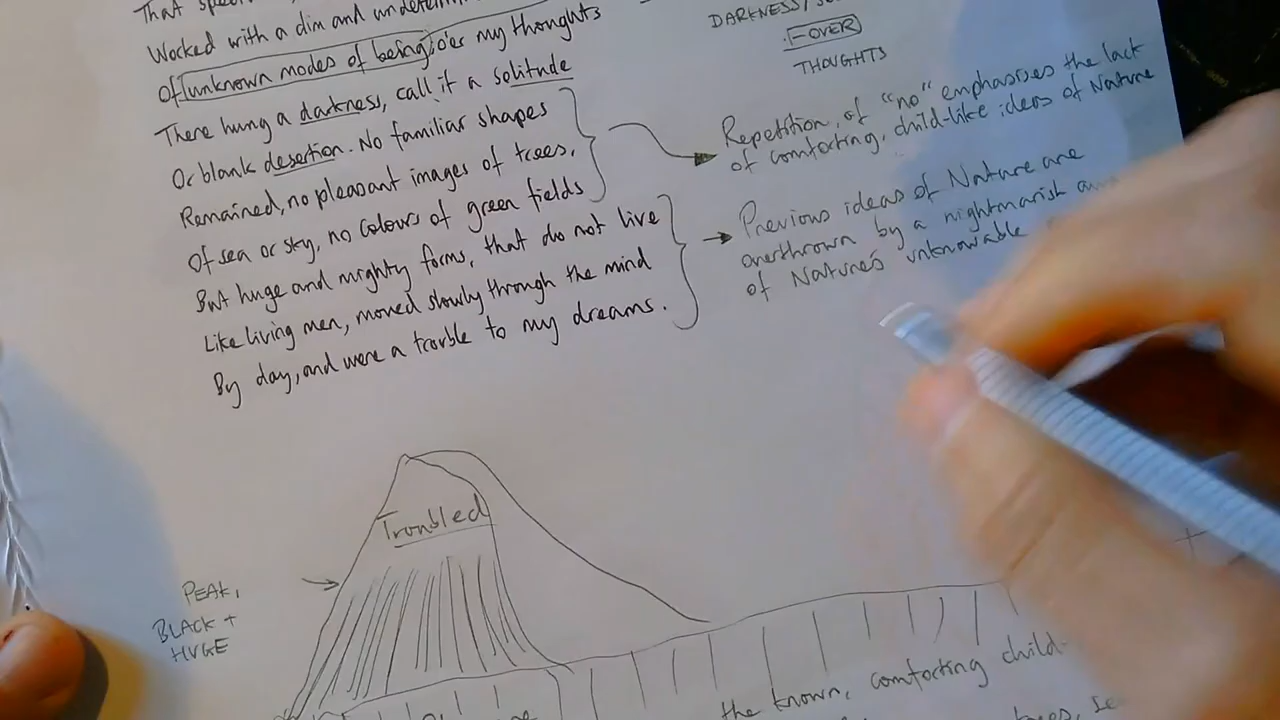 That
Worked with a dim and
of unknown modes of being; o'er my thoughts
There hung a darkness, call it a solitude
Or blank desertion. No familiar shapes
Remained, no pleasant images of trees,
Of sea or sky, no colours of green fields
But huge and mighty forms, that do not live
Like living men, moved slowly through the mind
By day, and were a trouble to my dreams.
DARKNESS/
OVER
THOUGHTS
Repetition of "no" emphasises the lack
of comforting, child-like ideas of Nature
Previous ideas of Nature are
overthrown by a nightmarish
of Nature's unknowable
Troubled
PEAK,
BLACK +
HUGE
the known, comforting child-
trees,